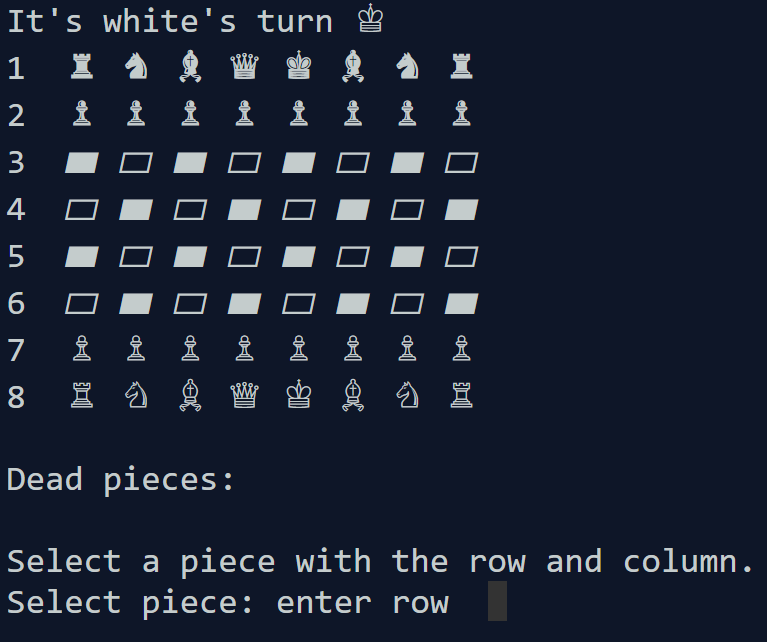 It's white's turn ♔
1 ♜ ♞ ♝ ♛ ♚ ♝ ♞ ♜
2 ♟ ♟ ♟ ♟ ♟ ♟ ♟ ♟
3 ▰ ▱ ▰ ▱ ▰ ▱ ▰ ▱
4 ▱ ▰ ▱ ▰ ▱ ▰ ▱ ▰
5 ▰ ▱ ▰ ▱ ▰ ▱ ▰ ▱
6 ▱ ▰ ▱ ▰ ▱ ▰ ▱ ▰
7 ♙ ♙ ♙ ♙ ♙ ♙ ♙ ♙
8 ♖ ♘ ♗ ♕ ♔ ♗ ♘ ♖
Dead pieces:
Select a piece with the row and column.
Select piece: enter row